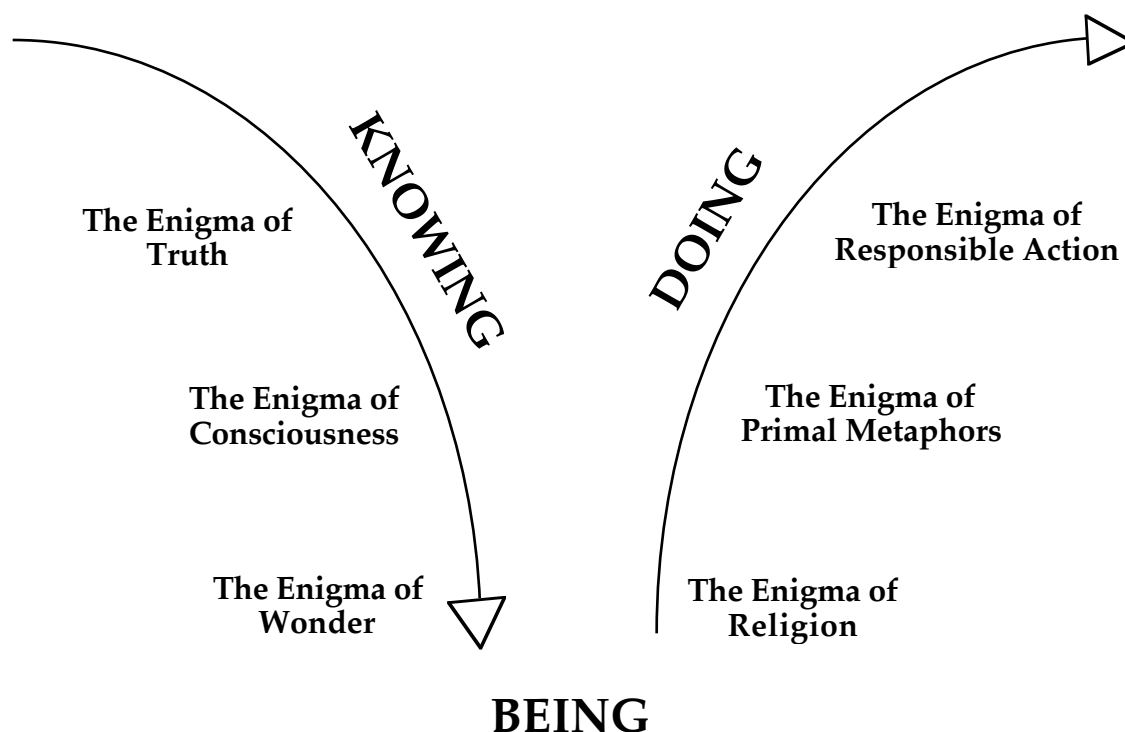 KNOWING
DOING
The Enigma of
Truth
The Enigma of
Consciousness
The Enigma of
Wonder
The Enigma of
Responsible Action
The Enigma of
Primal Metaphors
The Enigma of
Religion
BEING